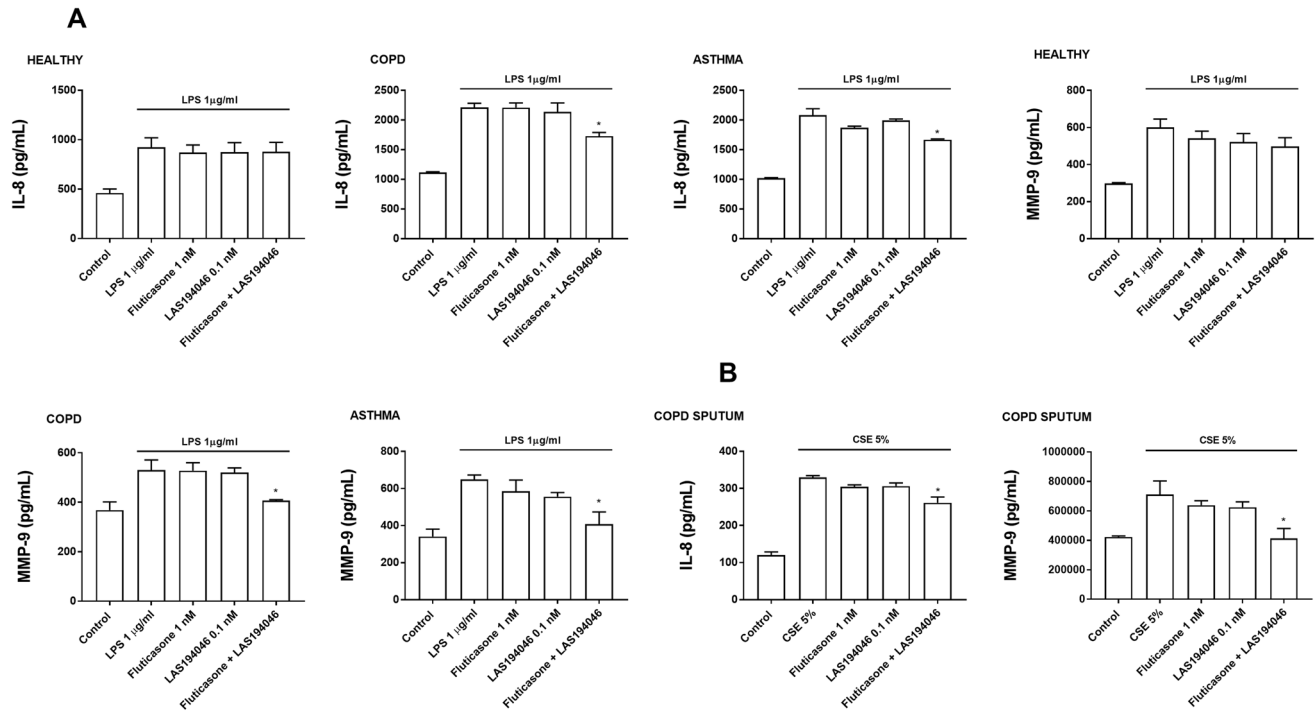 A
HEALTHY
LPS 1μg/ml
IL-8 (pg/mL)
1500
1000
500
0
Control
LPS 1 μg/ml
Fluticasone 1 nM
LAS194046 0.1 nM
Fluticasone + LAS194046
COPD
LPS 1μg/ml
IL-8 (pg/mL)
2500
2000
1500
1000
500
0
*
Control
LPS 1 μg/ml
Fluticasone 1 nM
LAS194046 0.1 nM
Fluticasone + LAS194046
ASTHMA
LPS 1μg/ml
IL-8 (pg/mL)
2500
2000
1500
1000
500
0
*
Control
LPS 1 μg/ml
Fluticasone 1 nM
LAS194046 0.1 nM
Fluticasone + LAS194046
HEALTHY
LPS 1μg/ml
MMP-9 (pg/mL)
800
600
400
200
0
Control
LPS 1 μg/ml
Fluticasone 1 nM
LAS194046 0.1 nM
Fluticasone + LAS194046
COPD
LPS 1μg/ml
MMP-9 (pg/mL)
600
400
200
0
*
Control
LPS 1 μg/ml
Fluticasone 1 nM
LAS194046 0.1 nM
Fluticasone + LAS194046
ASTHMA
LPS 1μg/ml
MMP-9 (pg/mL)
800
600
400
200
0
*
Control
LPS 1 μg/ml
Fluticasone 1 nM
LAS194046 0.1 nM
Fluticasone + LAS194046
B
COPD SPUTUM
CSE 5%
IL-8 (pg/mL)
400
300
200
100
0
*
Control
CSE 5%
Fluticasone 1 nM
LAS194046 0.1 nM
Fluticasone + LAS194046
COPD SPUTUM
CSE 5%
MMP-9 (pg/mL)
1000000
800000
600000
400000
200000
0
*
Control
CSE 5%
Fluticasone 1 nM
LAS194046 0.1 nM
Fluticasone + LAS194046